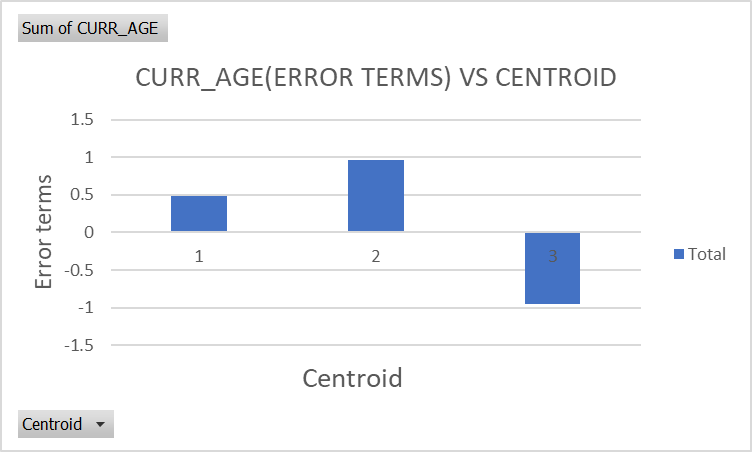 Sum of CURR_AGE
CURR_AGE(ERROR TERMS) VS CENTROID
1.5
1
0.5
0
-0.5
-1
-1.5
Error terms
1
2
3
Total
Centroid
Centroid